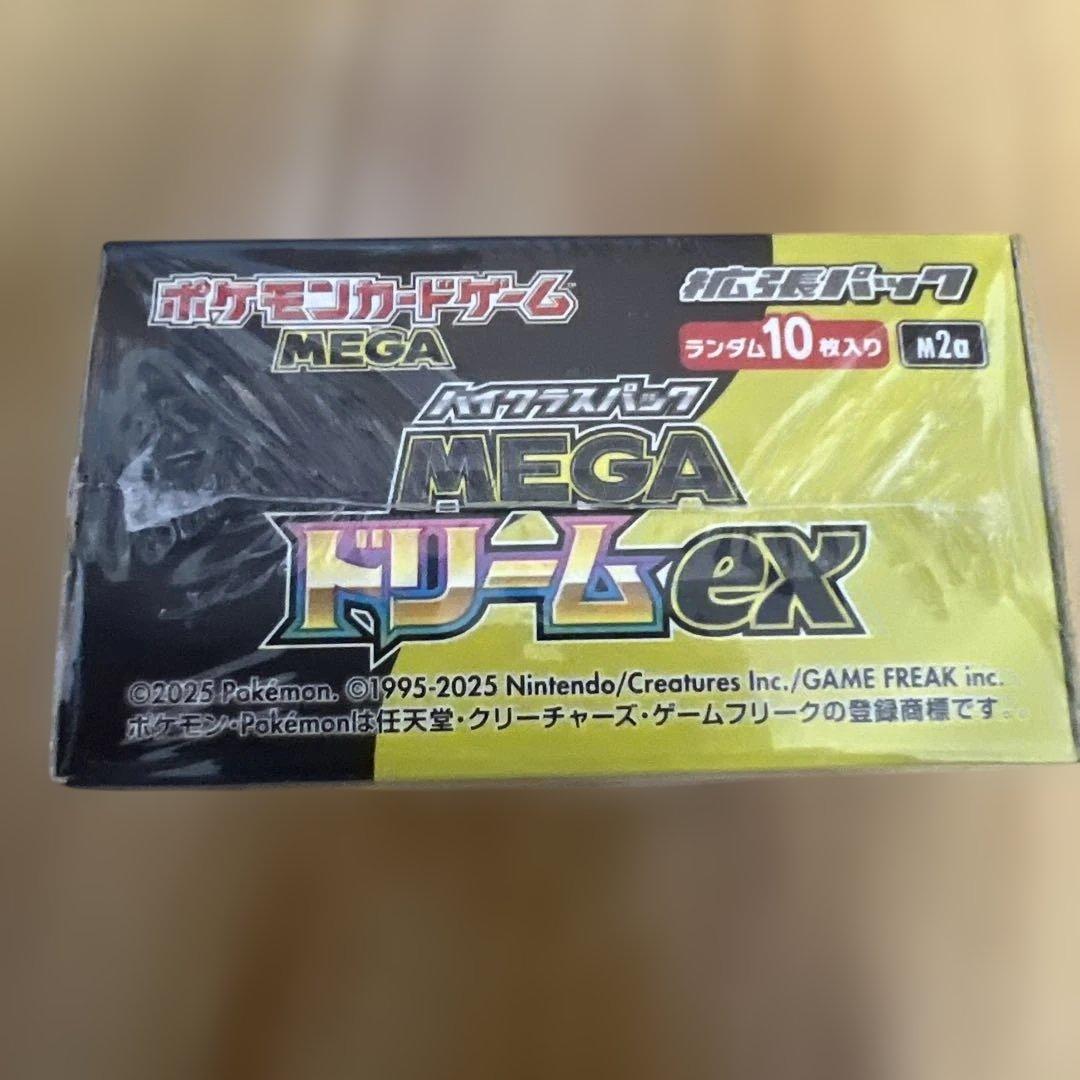 ポケモンカードゲーム
MEGA
拡張パック
ランダム10枚入り
M2a
ハイクラスパック
MEGA
ドリームex
©2025 Pokémon. ©1995-2025 Nintendo/Creatures Inc./GAME FREAK inc.
ポケモン・Pokémonは任天堂・クリーチャーズ・ゲームフリークの登録商標です。